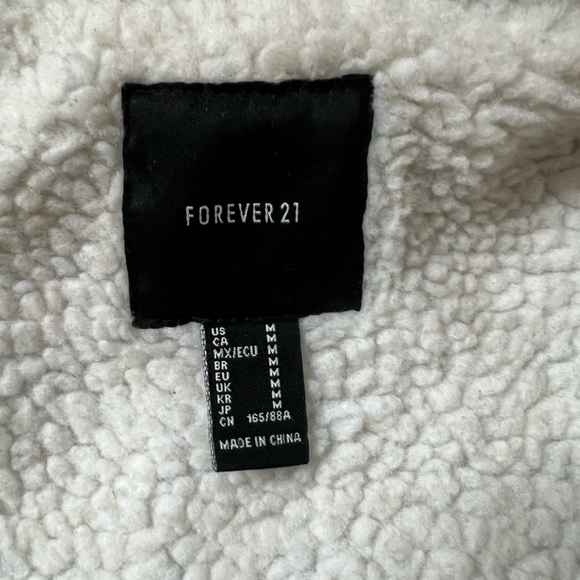 FOREVER 21
US M
CA M
MX/ECU M
BR M
EU M
UK M
KR M
JP M
CN 165/88A
MADE IN CHINA